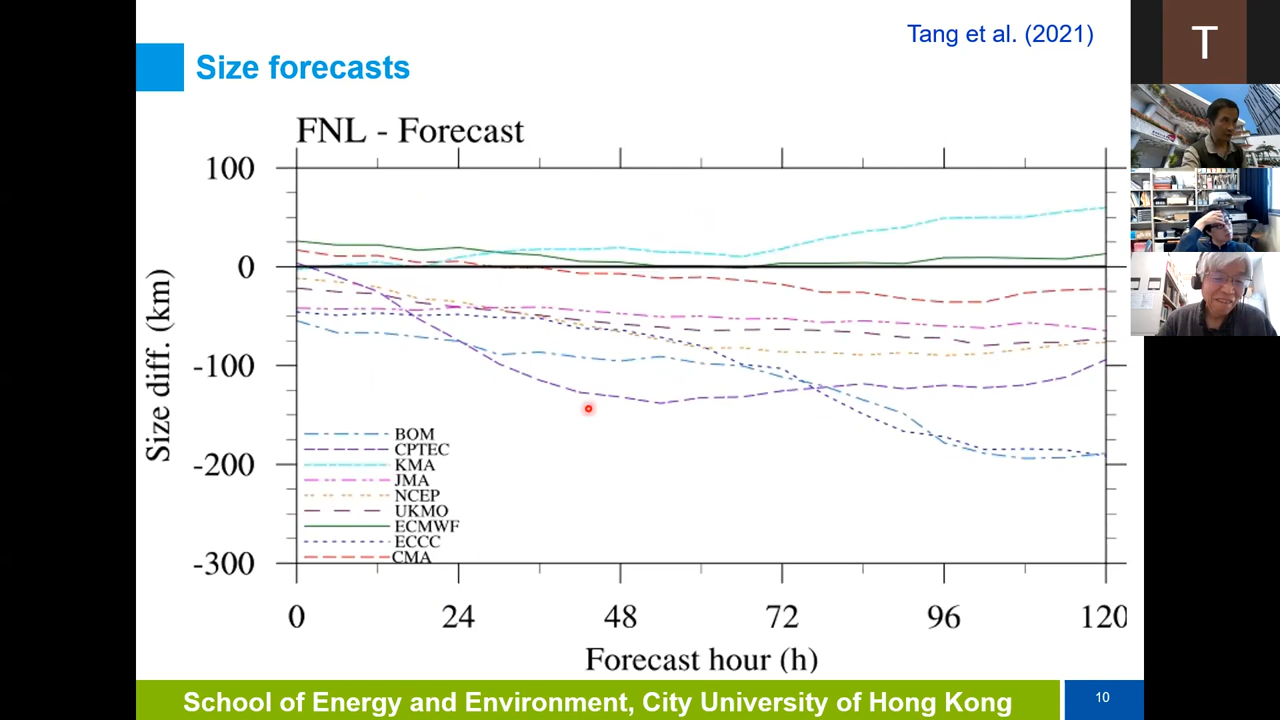 Tang et al. (2021)
T
Size forecasts
FNL - Forecast
100
0
-100
-200
-300
Size diff. (km)
BOM
CPTEC
KMA
JMA
NCEP
UKMO
ECMWF
ECCC
CMA
0 24 48 72 96 120
Forecast hour (h)
School of Energy and Environment, City University of Hong Kong
10